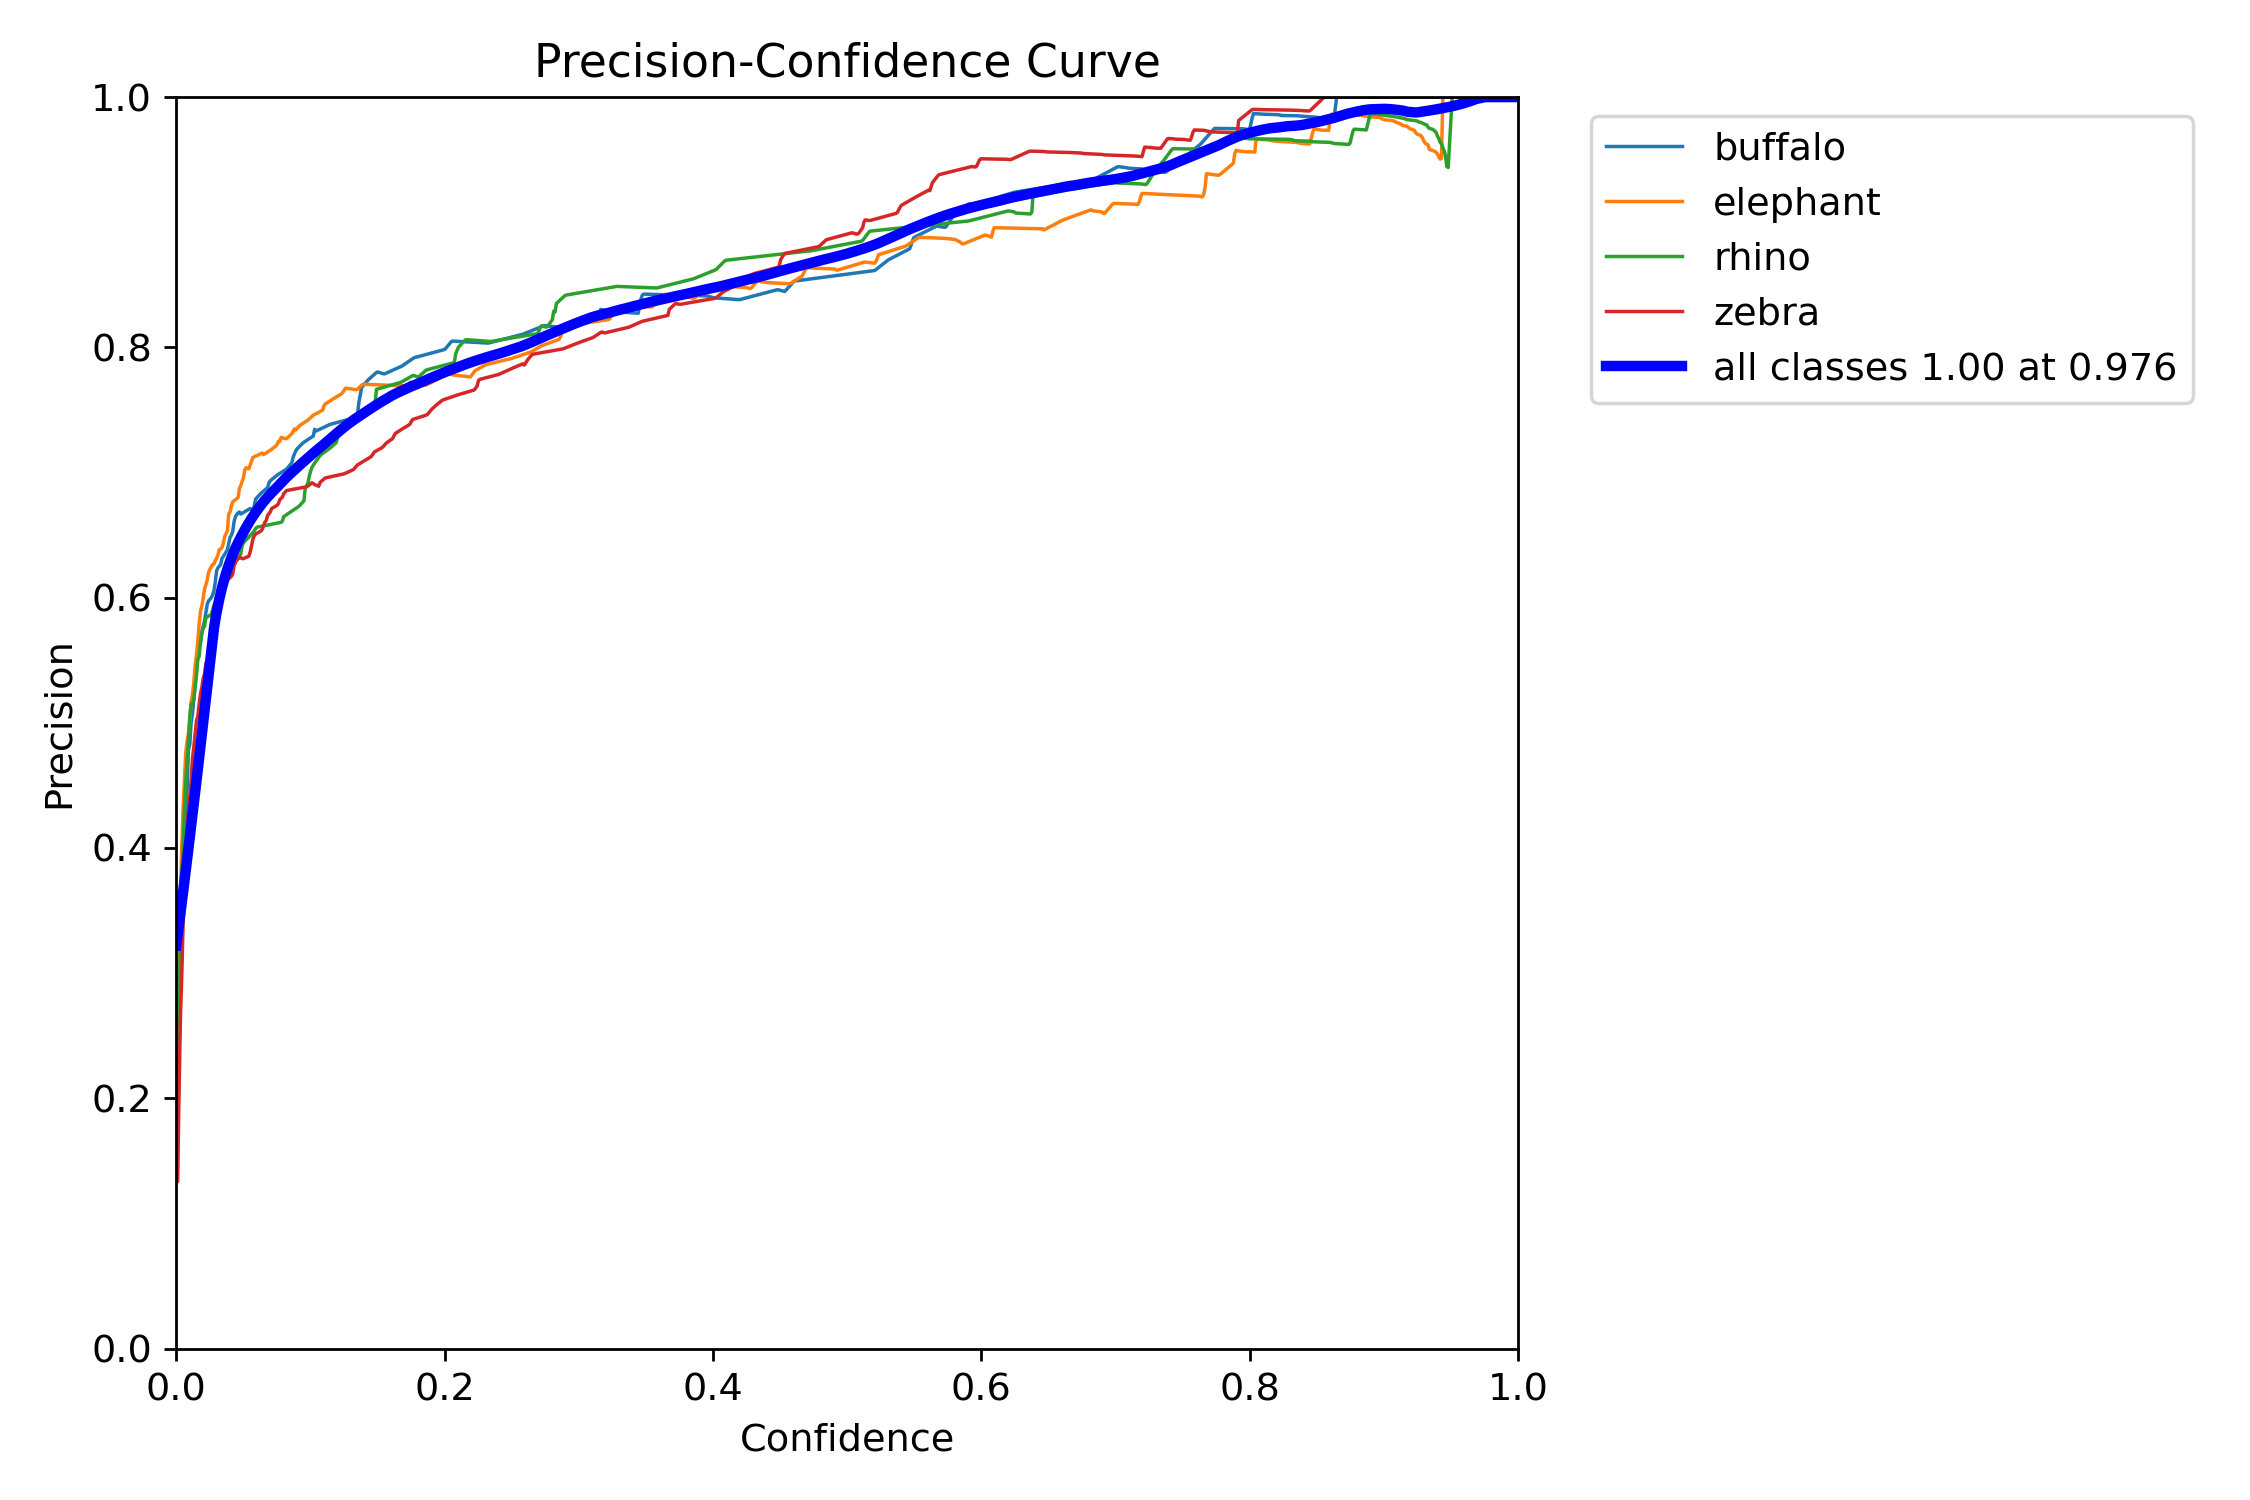 Precision-Confidence Curve
1.0
0.8
0.6
0.4
0.2
0.0
Precision
0.0 0.2 0.4 0.6 0.8 1.0
Confidence
buffalo
elephant
rhino
zebra
all classes 1.00 at 0.976